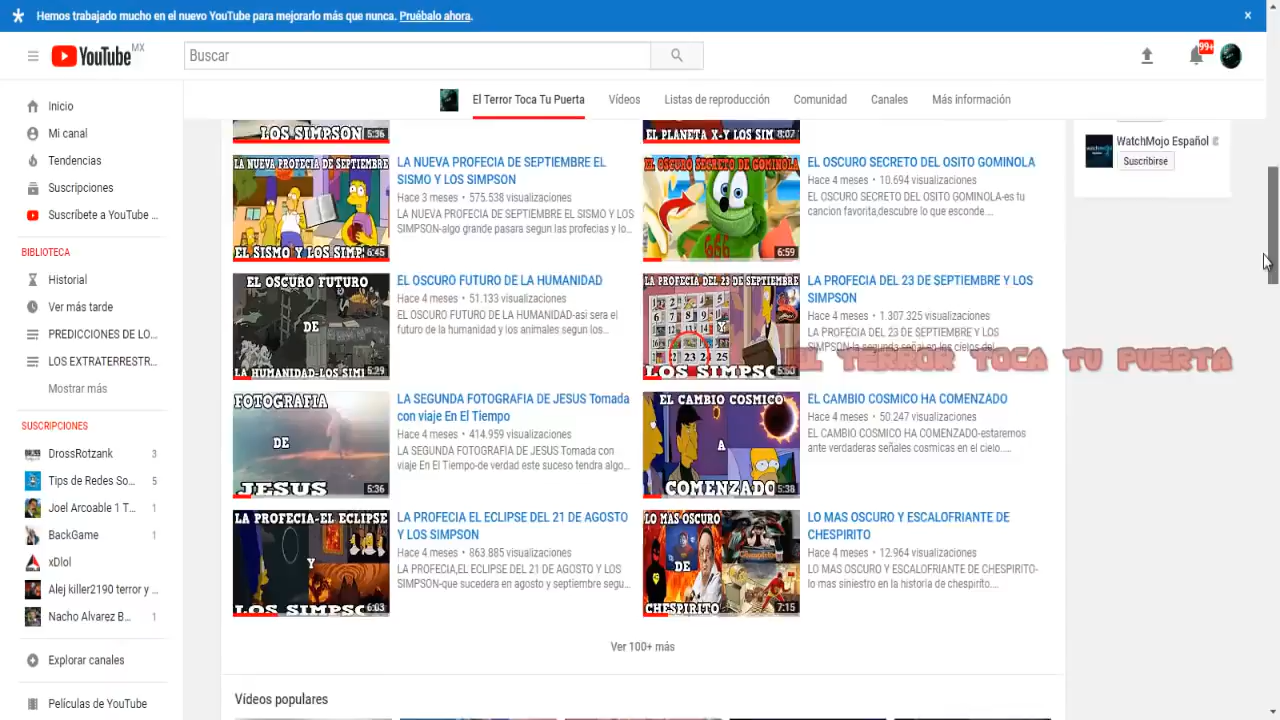 Hemos trabajado mucho en el nuevo YouTube para mejorarlo más que nunca. Pruébalo ahora.
YouTube MX
Buscar
99+
El Terror Toca Tu Puerta
Vídeos
Listas de reproducción
Comunidad
Canales
Más información
Inicio
Mi canal
Tendencias
Suscripciones
Suscríbete a YouTube ...
BIBLIOTECA
Historial
Ver más tarde
PREDICCIONES DE LO...
LOS EXTRATERRESTR...
Mostrar más
SUSCRIPCIONES
DrossRotzank 3
Tips de Redes So... 5
Joel Arcoable 1 T... 1
BackGame 1
xDlol
Alej killer2190 terror y ...
Nacho Alvarez B... 1
Explorar canales
Películas de YouTube
LOS SIMPSON
5:36
EL PLANETA X-Y LOS SIM
8:07
LA NUEVA PROFECIA DE SEPTIEMBRE
EL SISMO Y LOS SIMP
6:45
LA NUEVA PROFECIA DE SEPTIEMBRE EL
SISMO Y LOS SIMPSON
Hace 3 meses • 575.538 visualizaciones
LA NUEVA PROFECIA DE SEPTIEMBRE EL SISMO Y LOS
SIMPSON-algo grande pasara segun las profecias y lo...
EL OSCURO SECRETO DEL OSITO GOMINOLA
666
6:59
EL OSCURO SECRETO DEL OSITO GOMINOLA
Hace 4 meses • 10.694 visualizaciones
EL OSCURO SECRETO DEL OSITO GOMINOLA-es tu
cancion favorita,descubre lo que esconde ...
EL OSCURO FUTURO
DE
LA HUMANIDAD-LOS SIM
5:29
EL OSCURO FUTURO DE LA HUMANIDAD
Hace 4 meses • 51.133 visualizaciones
EL OSCURO FUTURO DE LA HUMANIDAD-asi sera el
futuro de la humanidad y los animales segun los...
LA PROFECIA DEL 23 DE SEPTIEMBRE
Y
LOS SIMPSO
5:50
LA PROFECIA DEL 23 DE SEPTIEMBRE Y LOS
SIMPSON
Hace 4 meses • 1.307.325 visualizaciones
LA PROFECIA DEL 23 DE SEPTIEMBRE Y LOS
SIMPSON-la segunda señal en los cielos del...
EL TERROR TOCA TU PUERTA
FOTOGRAFIA
DE
JESUS
5:36
LA SEGUNDA FOTOGRAFIA DE JESUS Tomada
con viaje En El Tiempo
Hace 4 meses • 414.959 visualizaciones
LA SEGUNDA FOTOGRAFIA DE JESUS Tomada con
viaje En El Tiempo-de verdad este suceso tendra algo...
EL CAMBIO COSMICO
A
COMENZADO
5:38
EL CAMBIO COSMICO HA COMENZADO
Hace 4 meses • 50.247 visualizaciones
EL CAMBIO COSMICO HA COMENZADO-estaremos
ante verdaderas señales cosmicas en el cielo. ...
LA PROFECIA-EL ECLIPSE
Y
LOS SIMPSO
6:03
LA PROFECIA EL ECLIPSE DEL 21 DE AGOSTO
Y LOS SIMPSON
Hace 4 meses • 863.885 visualizaciones
LA PROFECIA,EL ECLIPSE DEL 21 DE AGOSTO Y LOS
SIMPSON-que sucedera en agosto y septiembre segu...
LO MAS OSCURO
DE
CHESPIRITO
7:15
LO MAS OSCURO Y ESCALOFRIANTE DE
CHESPIRITO
Hace 4 meses • 12.964 visualizaciones
LO MAS OSCURO Y ESCALOFRIANTE DE CHESPIRITO-
lo mas siniestro en la historia de chespirito....
Ver 100+ más
Vídeos populares
WatchMojo Español
Suscribirse